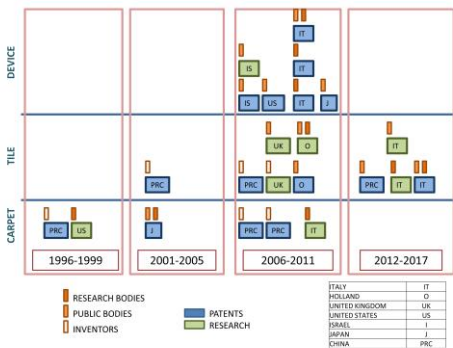 DEVICE
IT
IS
IT
IS US IT J
TILE
UK O
IT
PRC
PRC UK O
PRC IT IT
CARPET
PRC US
J
PRC PRC IT
1996-1999 2001-2005 2006-2011 2012-2017
RESEARCH BODIES
PUBLIC BODIES
INVENTORS
PATENTS
RESEARCH
ITALY IT
HOLLAND O
UNITED KINGDOM UK
UNITED STATES US
ISRAEL I
JAPAN J
CHINA PRC